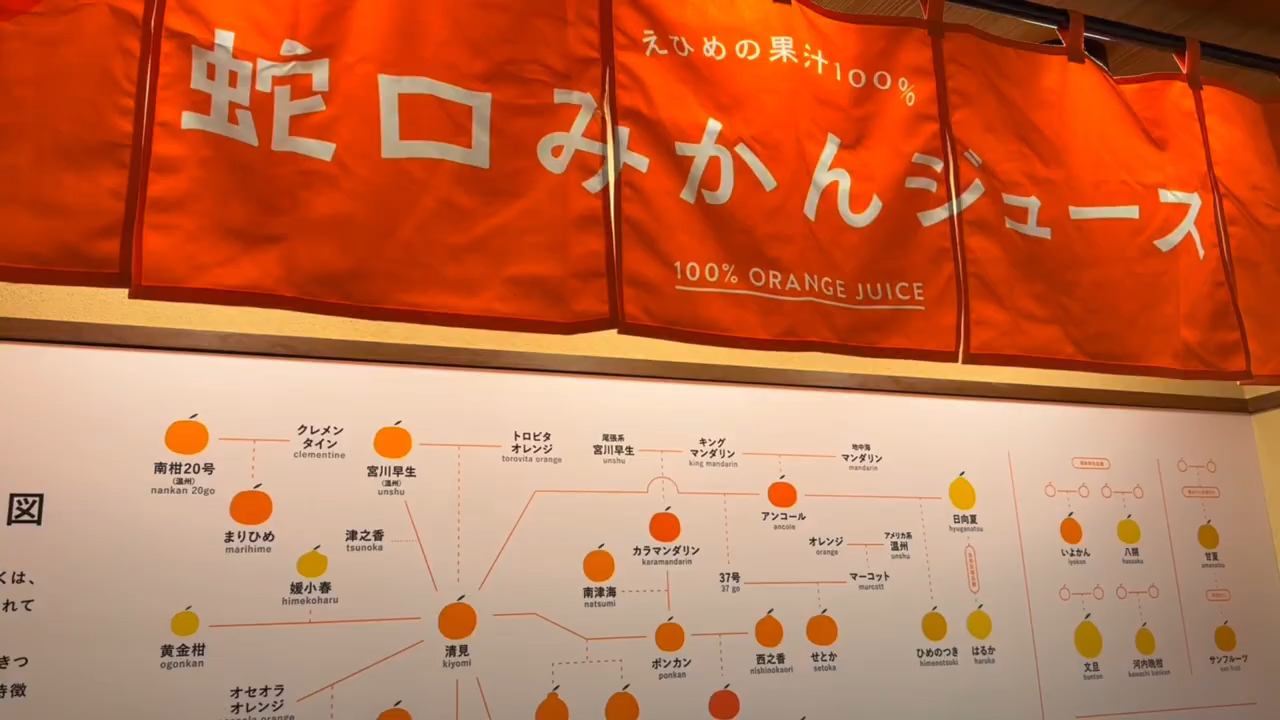 えひめの果汁100%
蛇口みかんジュース
100% ORANGE JUICE
図
くは、
れて
きつ
特徴
南柑20号
(温州)
nankan 20go
クレメン
タイン
clementine
まりひめ
marihime
宮川早生
(温州)
unshu
トロビタ
オレンジ
torovita orange
尾張系
宮川早生
unshu
キング
マンダリン
king mandarin
地中海
マンダリン
mandarin
津之香
tsunoka
媛小春
himekoharu
黄金柑
ogonkan
清見
kiyomi
オセオラ
オレンジ
カラマンダリン
karamandarin
アンコール
ancole
日向夏
hyuganatsu
南津海
natsumi
37号
37 go
オレンジ
orange
アメリカ系
温州
unshu
マーコット
murcott
ポンカン
ponkan
西之香
nishinokaori
せとか
setoka
ひめのつき
himenotsuki
はるか
haruka
いよかん
iyokan
八朔
hassaku
甘夏
amanatsu
文旦
buntan
河内晩柑
kawachi bankan
サンフルーツ